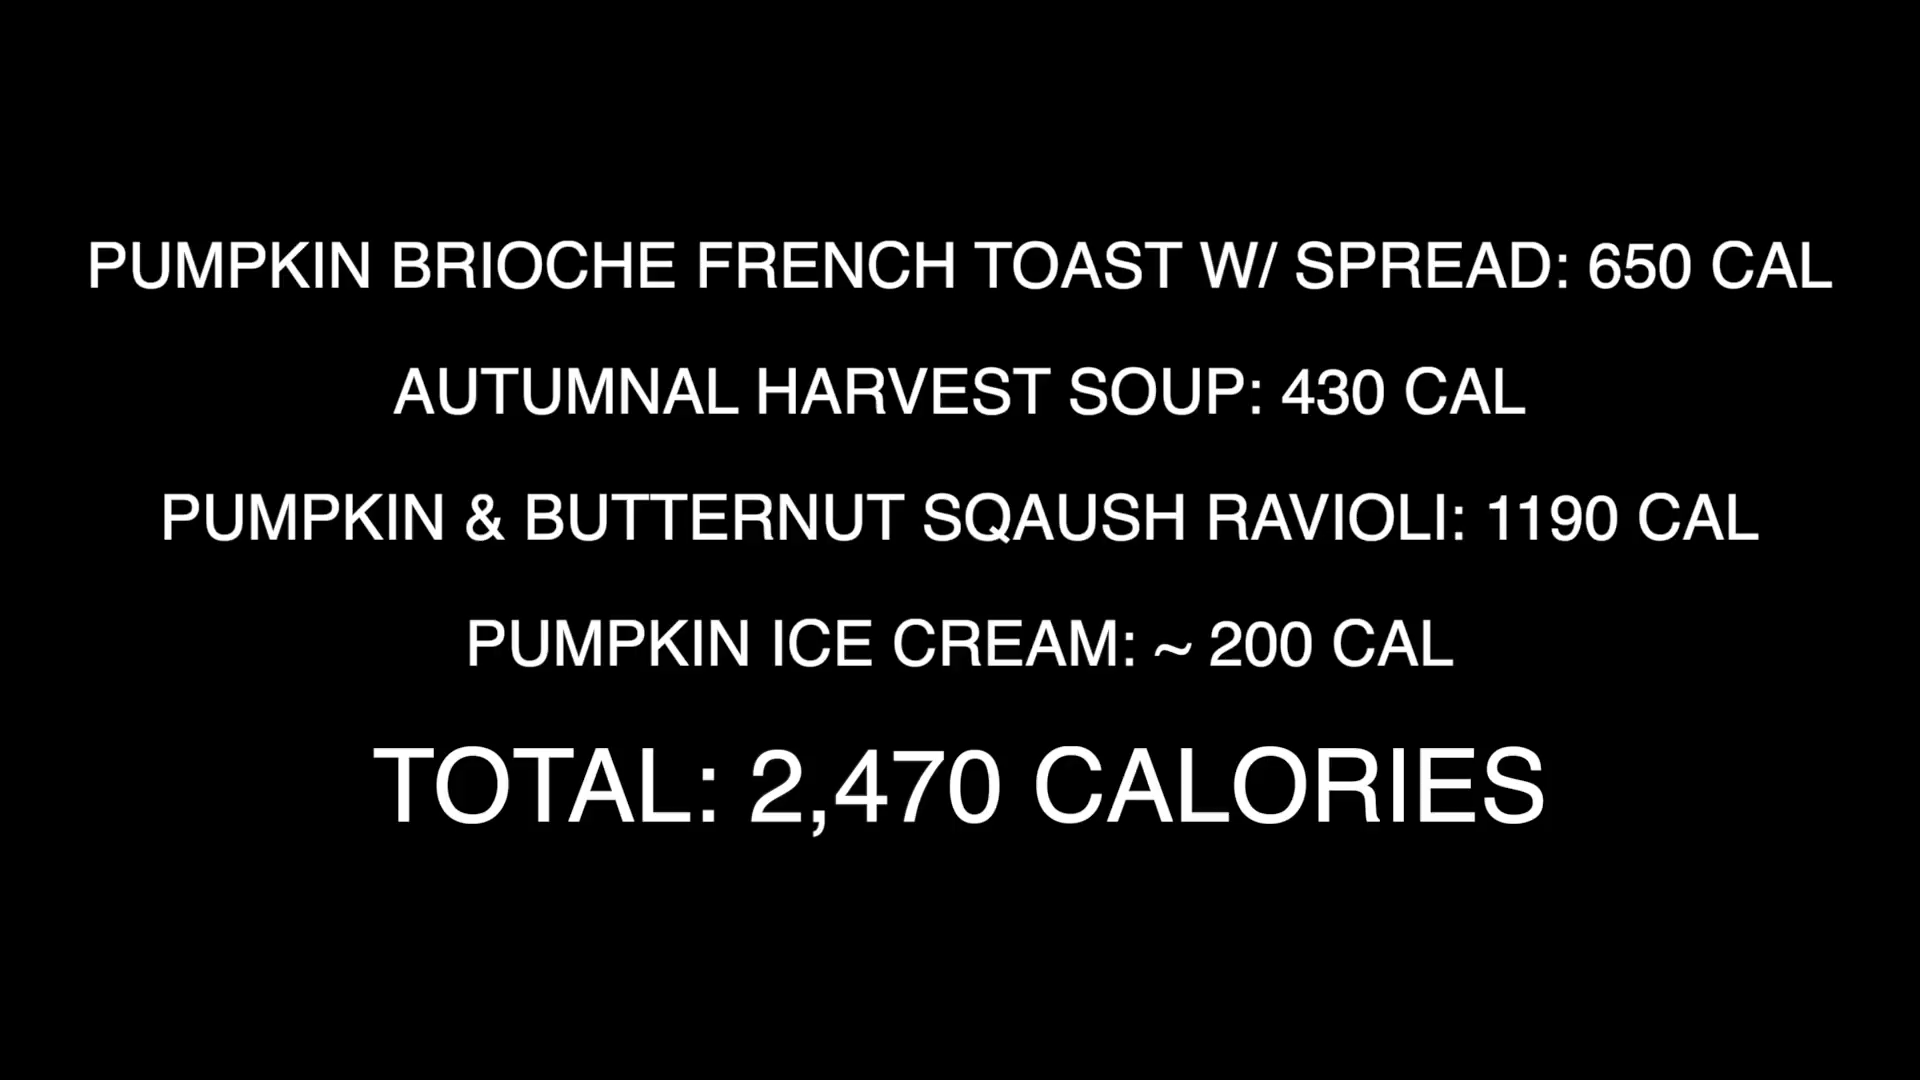 PUMPKIN BRIOCHE FRENCH TOAST W/ SPREAD: 650 CAL
AUTUMNAL HARVEST SOUP: 430 CAL
PUMPKIN & BUTTERNUT SQAUSH RAVIOLI: 1190 CAL
PUMPKIN ICE CREAM: ~ 200 CAL
TOTAL: 2,470 CALORIES